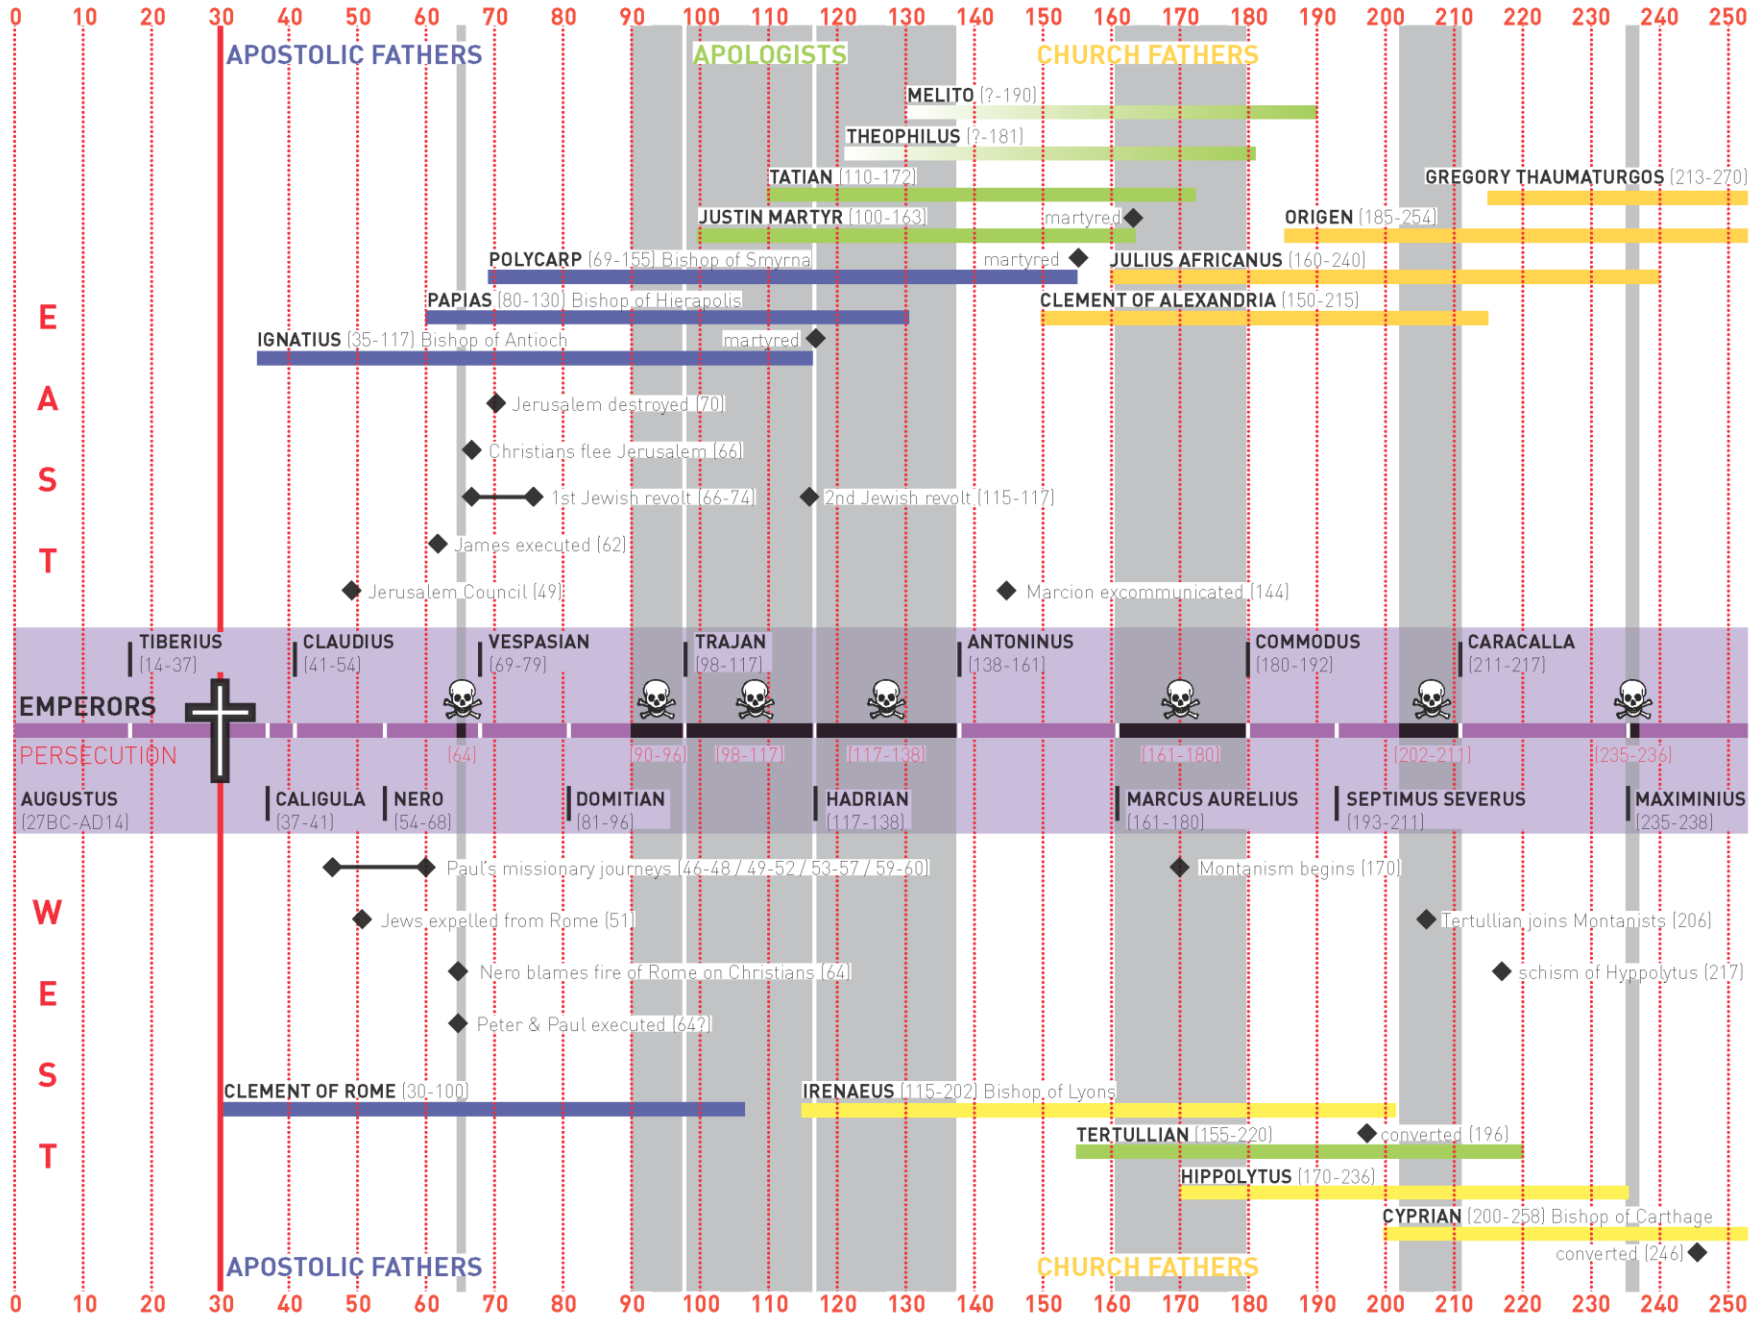 0 10 20 30 40 50 60 70 80 90 100 110 120 130 140 150 160 170 180 190 200 210 220 230 240 250
APOSTOLIC FATHERS
APOLOGISTS
CHURCH FATHERS
MELITO (?-190)
THEOPHILUS (?-181)
TATIAN (110-172)
GREGORY THAUMATURGOS (213-270)
JUSTIN MARTYR (100-163)
martyred
ORIGEN (185-254)
POLYCARP (69-155) Bishop of Smyrna
martyred
JULIUS AFRICANUS (160-240)
PAPIAS (80-130) Bishop of Hierapolis
CLEMENT OF ALEXANDRIA (150-215)
IGNATIUS (35-117) Bishop of Antioch
martyred
EAST
Jerusalem destroyed (70)
Christians flee Jerusalem (66)
1st Jewish revolt (66-74)
2nd Jewish revolt (115-117)
James executed (62)
Jerusalem Council (49)
Marcion excommunicated (144)
TIBERIUS
(14-37)
CLAUDIUS
(41-54)
VESPASIAN
(69-79)
TRAJAN
(98-117)
ANTONINUS
(138-161)
COMMODUS
(180-192)
CARACALLA
(211-217)
EMPERORS
PERSECUTION
(64)
(90-96)
(98-117)
(117-138)
(161-180)
(202-211)
(235-236)
AUGUSTUS
(27BC-AD14)
CALIGULA
(37-41)
NERO
(54-68)
DOMITIAN
(81-96)
HADRIAN
(117-138)
MARCUS AURELIUS
(161-180)
SEPTIMUS SEVERUS
(193-211)
MAXIMINIUS
(235-238)
WEST
Paul's missionary journeys (46-48 / 49-52 / 53-57 / 59-60)
Montanism begins (170)
Jews expelled from Rome (51)
Tertullian joins Montanists (206)
Nero blames fire of Rome on Christians (64)
schism of Hyppolytus (217)
Peter & Paul executed (64?)
CLEMENT OF ROME (30-100)
IRENAEUS (115-202) Bishop of Lyons
TERTULLIAN (155-220)
converted (196)
HIPPOLYTUS (170-236)
CYPRIAN (200-258) Bishop of Carthage
converted (246)
APOSTOLIC FATHERS
CHURCH FATHERS
0 10 20 30 40 50 60 70 80 90 100 110 120 130 140 150 160 170 180 190 200 210 220 230 240 250